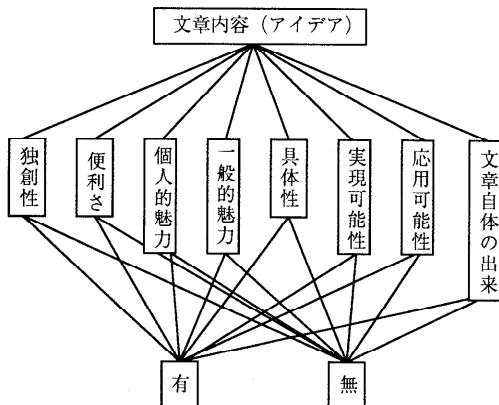 文章内容（アイデア）
独創性
便利さ
個人的魅力
一般的魅力
具体性
実現可能性
応用可能性
文章自体の出来
有
無